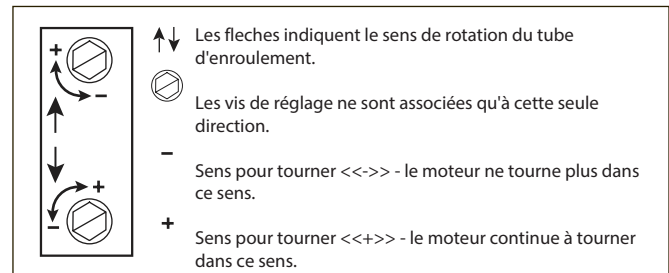 +
−
−
+
Les fleches indiquent le sens de rotation du tube
d'enroulement.
Les vis de réglage ne sont associées qu'à cette seule
direction.
−
Sens pour tourner <<->> - le moteur ne tourne plus dans
ce sens.
+
Sens pour tourner <<+>> - le moteur continue à tourner
dans ce sens.